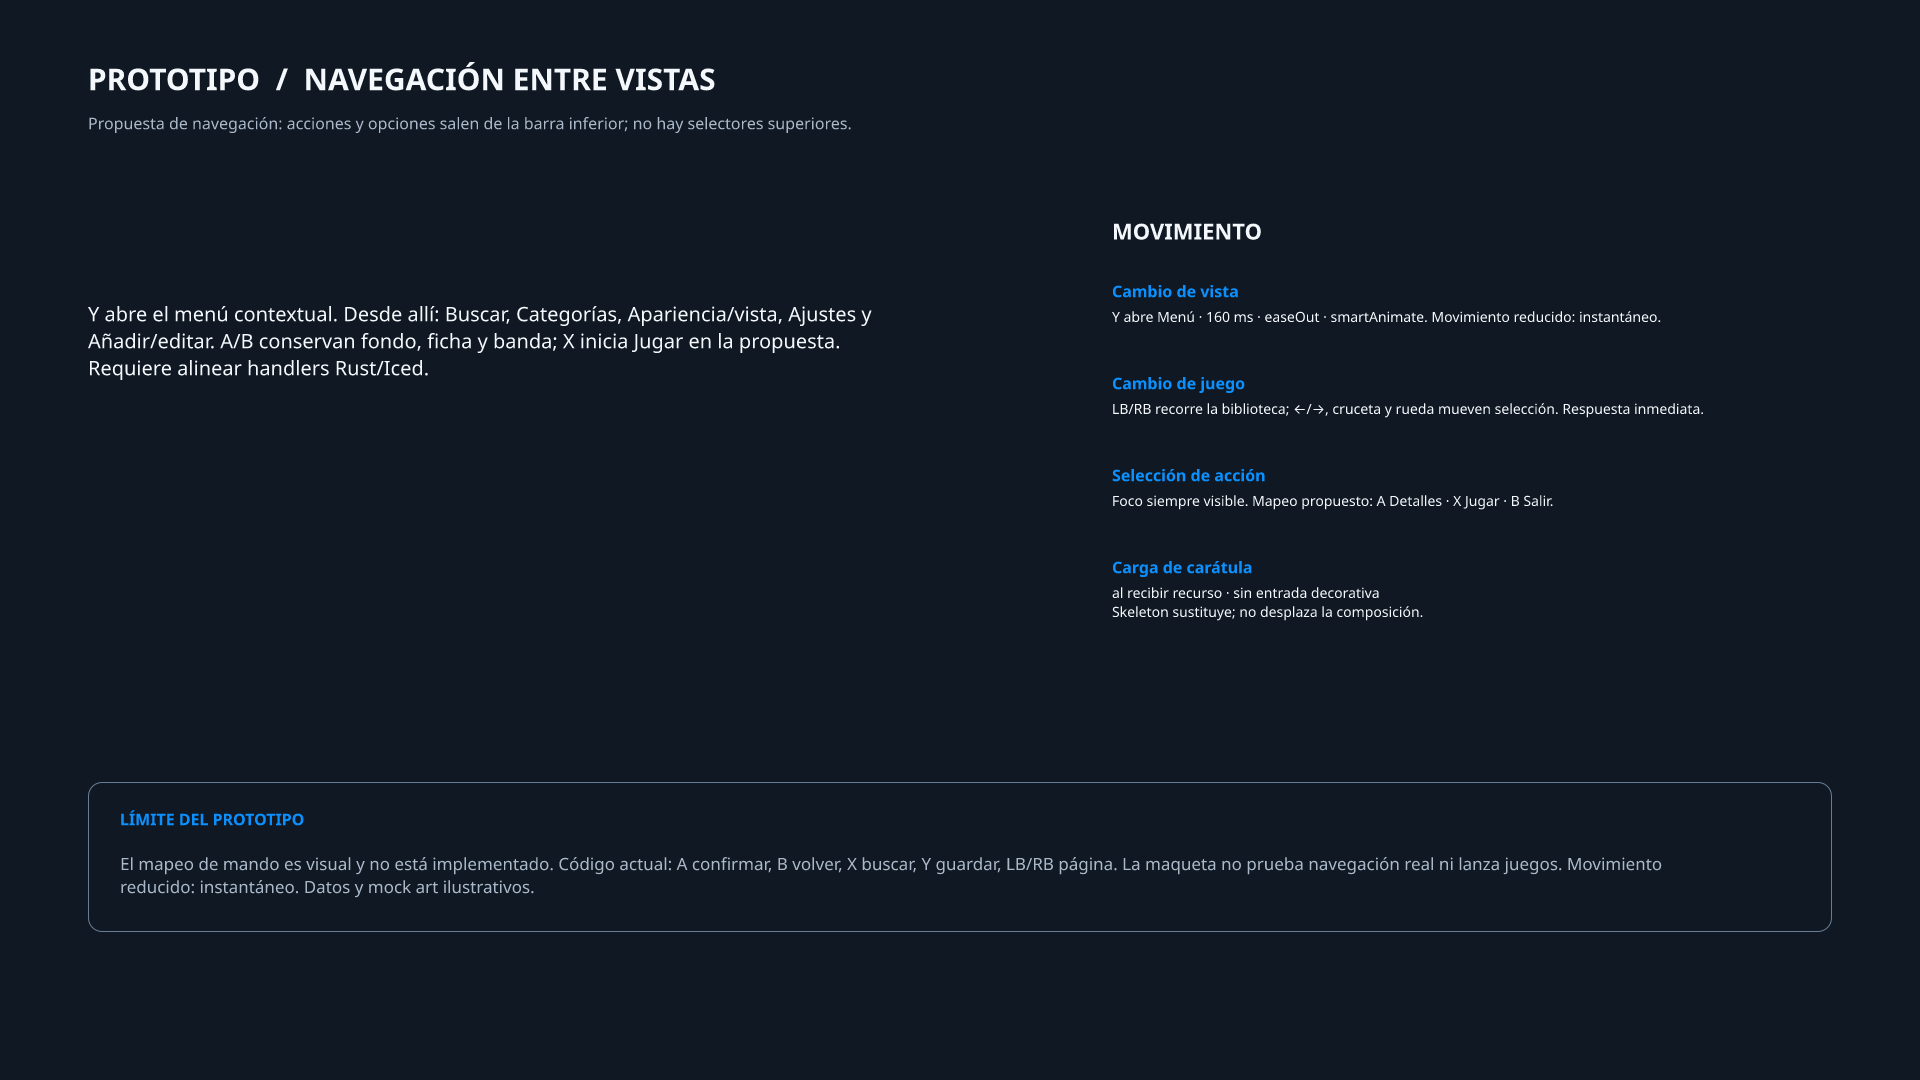 PROTOTIPO / NAVEGACIÓN ENTRE VISTAS
Propuesta de navegación: acciones y opciones salen de la barra inferior; no hay selectores superiores.
Y abre el menú contextual. Desde allí: Buscar, Categorías, Apariencia/vista, Ajustes y
Añadir/editar. A/B conservan fondo, ficha y banda; X inicia Jugar en la propuesta.
Requiere alinear handlers Rust/Iced.
MOVIMIENTO
Cambio de vista
Y abre Menú · 160 ms · easeOut · smartAnimate. Movimiento reducido: instantáneo.
Cambio de juego
LB/RB recorre la biblioteca; ←/→, cruceta y rueda mueven selección. Respuesta inmediata.
Selección de acción
Foco siempre visible. Mapeo propuesto: A Detalles · X Jugar · B Salir.
Carga de carátula
al recibir recurso · sin entrada decorativa
Skeleton sustituye; no desplaza la composición.
LÍMITE DEL PROTOTIPO
El mapeo de mando es visual y no está implementado. Código actual: A confirmar, B volver, X buscar, Y guardar, LB/RB página. La maqueta no prueba navegación real ni lanza juegos. Movimiento
reducido: instantáneo. Datos y mock art ilustrativos.